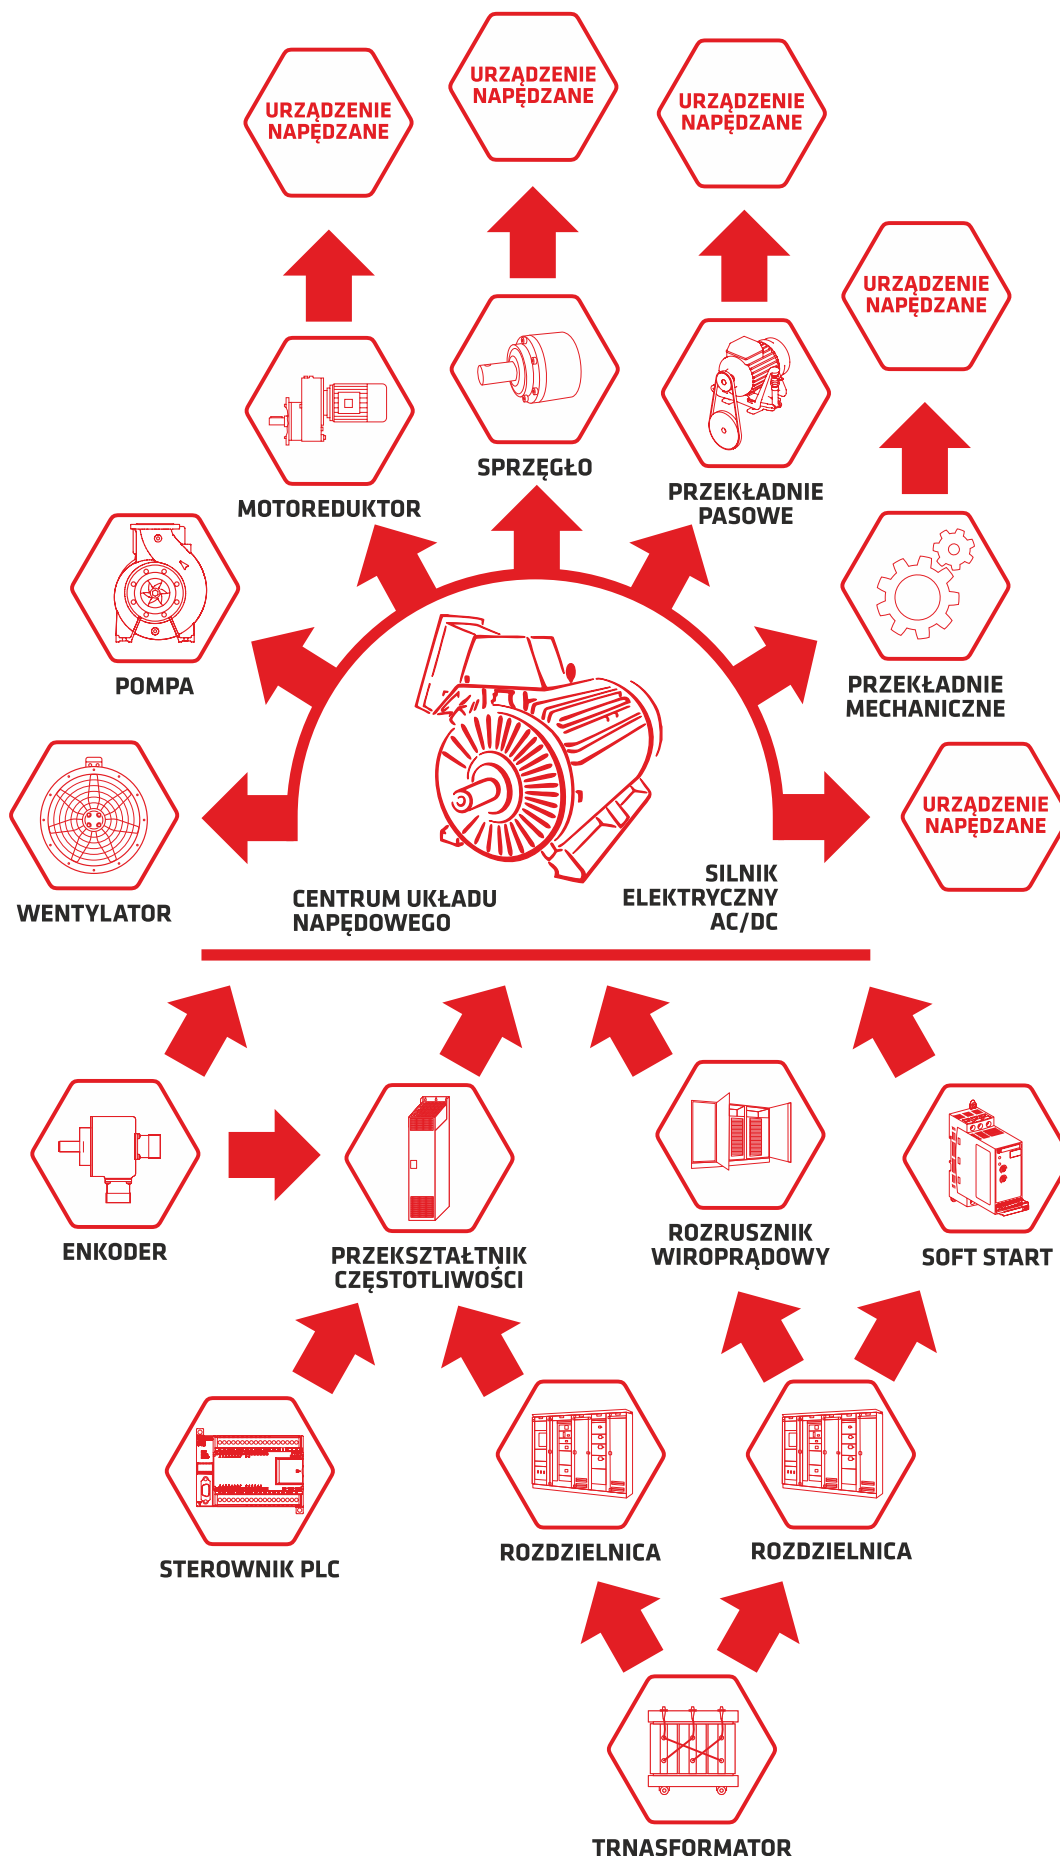 URZĄDZENIE
NAPĘDZANE
URZĄDZENIE
NAPĘDZANE
URZĄDZENIE
NAPĘDZANE
URZĄDZENIE
NAPĘDZANE
MOTOREDUKTOR
SPRZĘGŁO
PRZEKŁADNIE
PASOWE
POMPA
PRZEKŁADNIE
MECHANICZNE
WENTYLATOR
URZĄDZENIE
NAPĘDZANE
CENTRUM UKŁADU
NAPĘDOWEGO
SILNIK
ELEKTRYCZNY
AC/DC
ENKODER
PRZEKSZTAŁTNIK
CZĘSTOTLIWOŚCI
ROZRUSZNIK
WIROPRĄDOWY
SOFT START
STEROWNIK PLC
ROZDZIELNICA
ROZDZIELNICA
TRNASFORMATOR